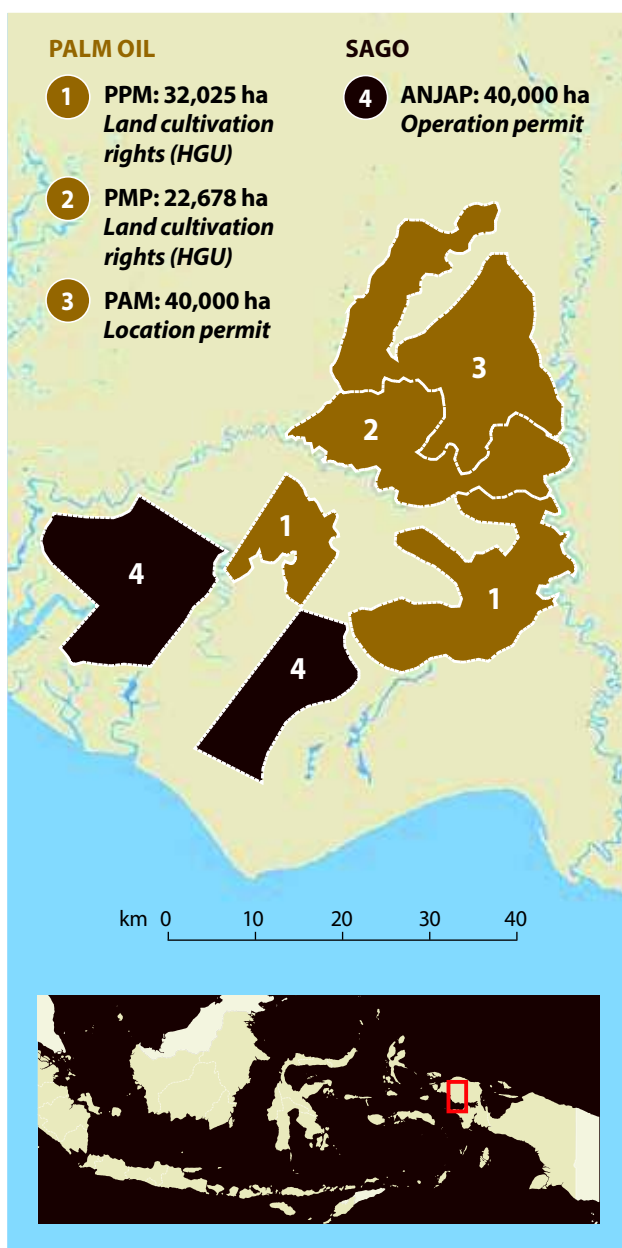 PALM OIL
1 PPM: 32,025 ha
Land cultivation
rights (HGU)
2 PMP: 22,678 ha
Land cultivation
rights (HGU)
3 PAM: 40,000 ha
Location permit
SAGO
4 ANJAP: 40,000 ha
Operation permit
3
2
1
4
1
4
km 0 10 20 30 40